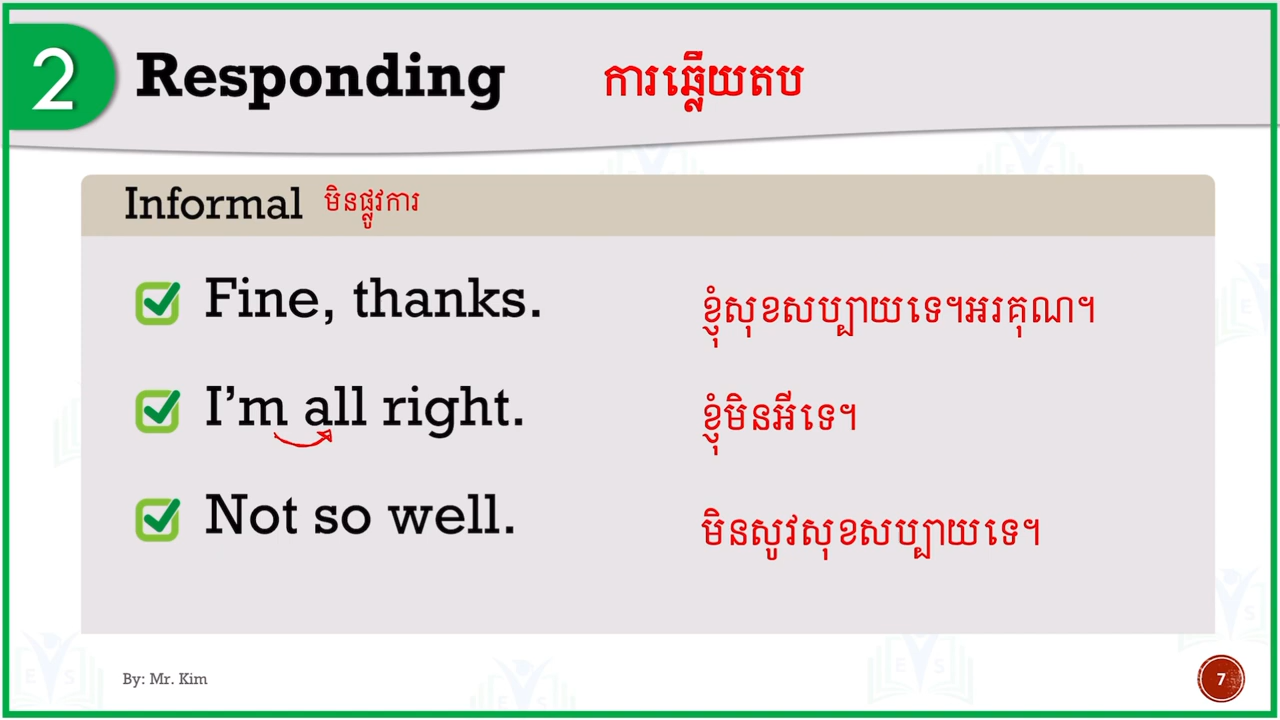 2 Responding ការឆ្លើយតប
Informal មិនផ្លូវការ
Fine, thanks. ខ្ញុំសុខសប្បាយទេ។អរគុណ។
I'm all right. ខ្ញុំមិនអីទេ។
Not so well. មិនសូវសុខសប្បាយទេ។
By: Mr. Kim 7
E S
E S
E S